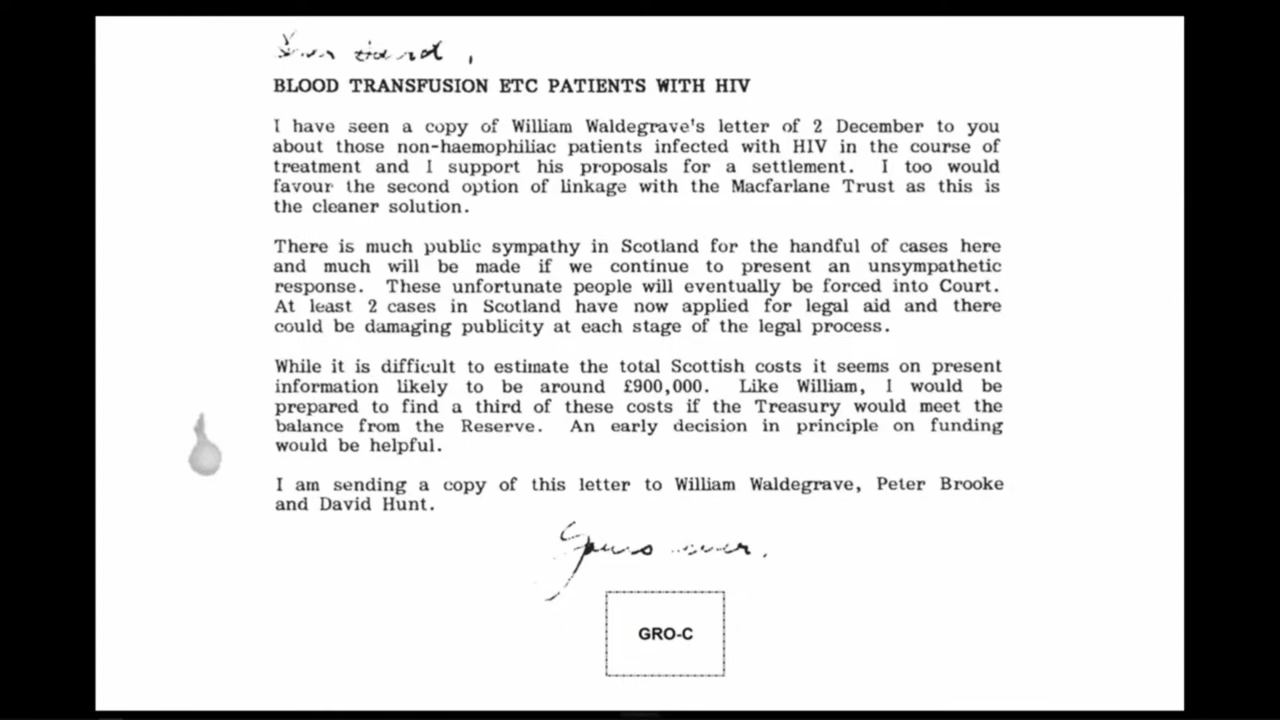 BLOOD TRANSFUSION ETC PATIENTS WITH HIV
I have seen a copy of William Waldegrave's letter of 2 December to you
about those non-haemophiliac patients infected with HIV in the course of
treatment and I support his proposals for a settlement. I too would
favour the second option of linkage with the Macfarlane Trust as this is
the cleaner solution.
There is much public sympathy in Scotland for the handful of cases here
and much will be made if we continue to present an unsympathetic
response. These unfortunate people will eventually be forced into Court.
At least 2 cases in Scotland have now applied for legal aid and there
could be damaging publicity at each stage of the legal process.
While it is difficult to estimate the total Scottish costs it seems on present
information likely to be around £900,000. Like William, I would be
prepared to find a third of these costs if the Treasury would meet the
balance from the Reserve. An early decision in principle on funding
would be helpful.
I am sending a copy of this letter to William Waldegrave, Peter Brooke
and David Hunt.
Yours ever,
GRO-C